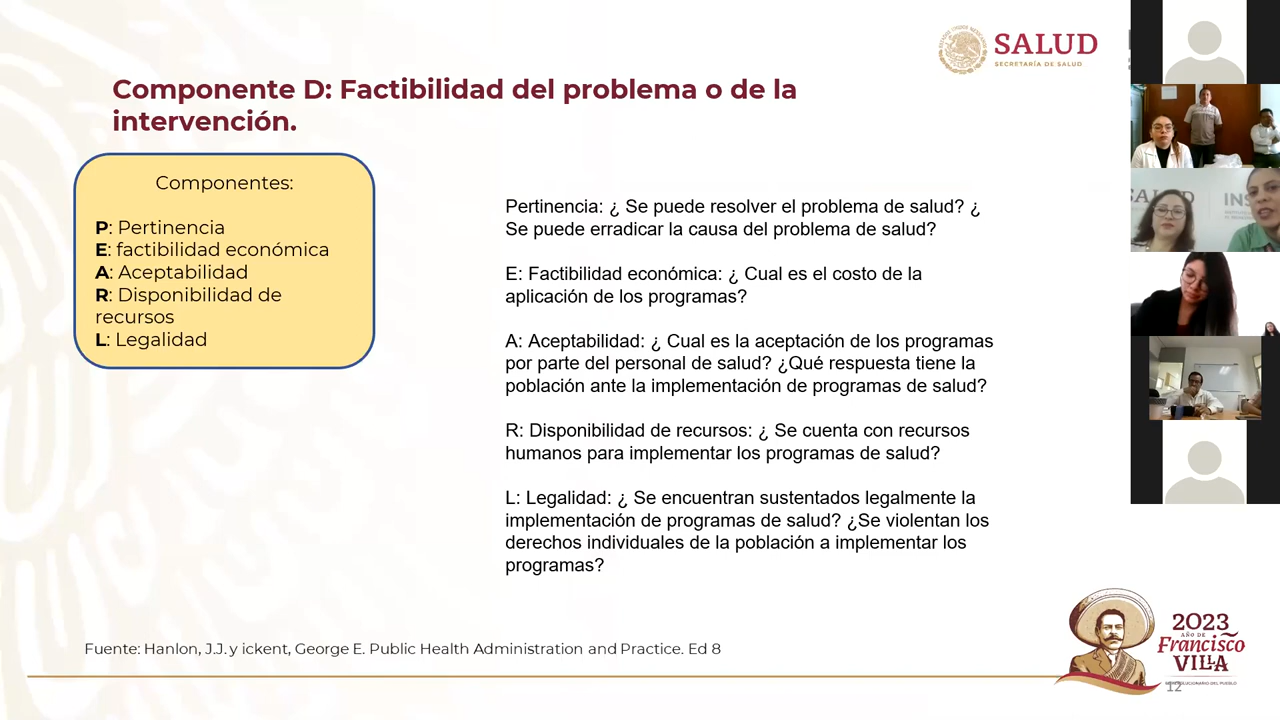 SALUD
SECRETARÍA DE SALUD
Componente D: Factibilidad del problema o de la
intervención.
Componentes:
P: Pertinencia
E: factibilidad económica
A: Aceptabilidad
R: Disponibilidad de
recursos
L: Legalidad
Pertinencia: ¿ Se puede resolver el problema de salud? ¿
Se puede erradicar la causa del problema de salud?
E: Factibilidad económica: ¿ Cual es el costo de la
aplicación de los programas?
A: Aceptabilidad: ¿ Cual es la aceptación de los programas
por parte del personal de salud? ¿Qué respuesta tiene la
población ante la implementación de programas de salud?
R: Disponibilidad de recursos: ¿ Se cuenta con recursos
humanos para implementar los programas de salud?
L: Legalidad: ¿ Se encuentran sustentados legalmente la
implementación de programas de salud? ¿Se violentan los
derechos individuales de la población a implementar los
programas?
Fuente: Hanlon, J.J. y ickent, George E. Public Health Administration and Practice. Ed 8
2023
AÑO DE
Francisco
VILLA
12